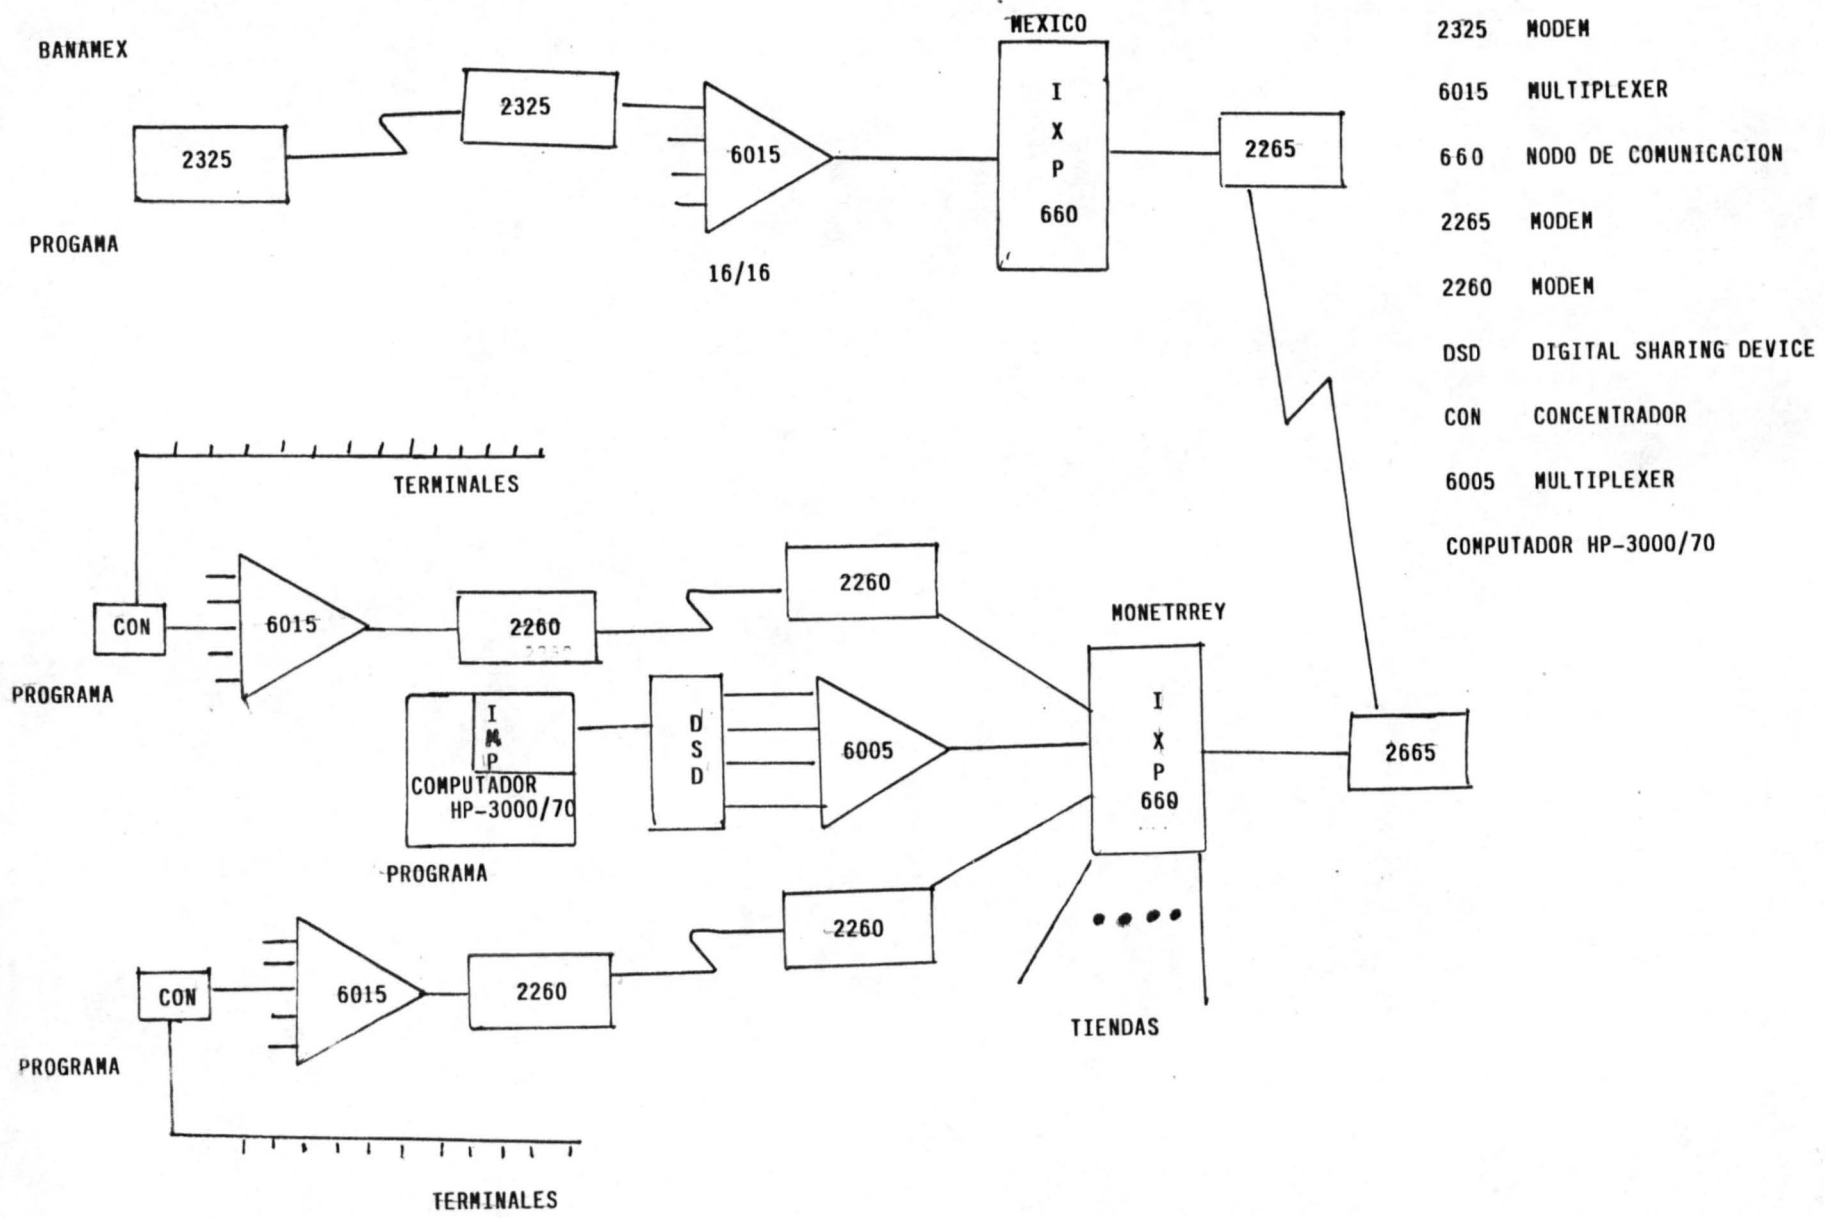 BANAMEX
2325
2325
6015
16/16
PROGAMA
MEXICO
I
X
P
660
2265
2325 MODEM
6015 MULTIPLEXER
660 NODO DE COMUNICACION
2265 MODEM
2260 MODEM
DSD DIGITAL SHARING DEVICE
CON CONCENTRADOR
6005 MULTIPLEXER
COMPUTADOR HP-3000/70
TERMINALES
CON
6015
2260
2260
PROGRAMA
I
M
P
COMPUTADOR
HP-3000/70
PROGRAMA
D
S
D
6005
MONETRREY
I
X
P
660
2665
CON
6015
2260
2260
PROGRAMA
TIENDAS
TERMINALES